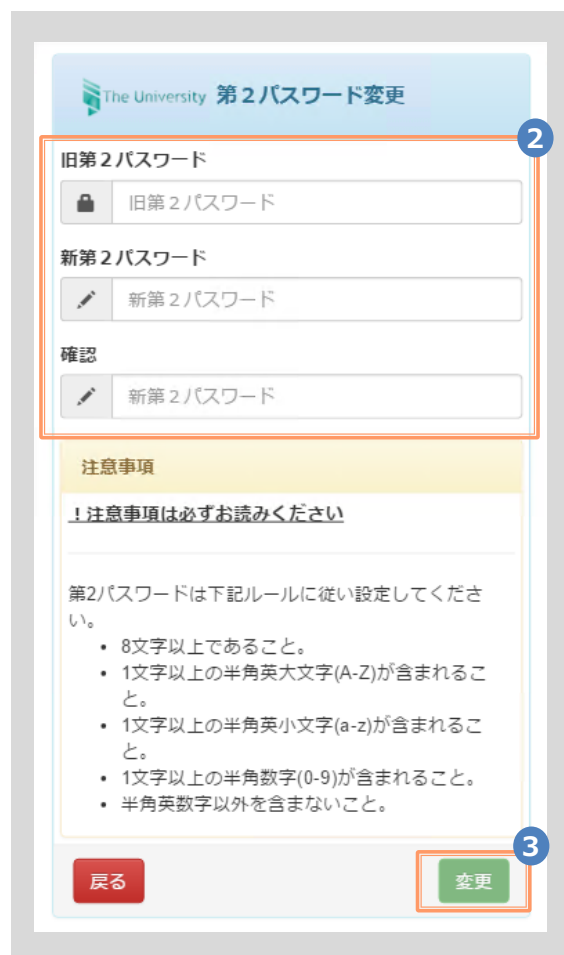 The University 第２パスワード変更
2
旧第２パスワード
旧第２パスワード
新第２パスワード
新第２パスワード
確認
新第２パスワード
注意事項
！注意事項は必ずお読みください
第2パスワードは下記ルールに従い設定してくださ
い。
• 8文字以上であること。
• 1文字以上の半角英大文字(A-Z)が含まれるこ
と。
• 1文字以上の半角英小文字(a-z)が含まれるこ
と。
• 1文字以上の半角数字(0-9)が含まれること。
• 半角英数字以外を含まないこと。
3
戻る 変更